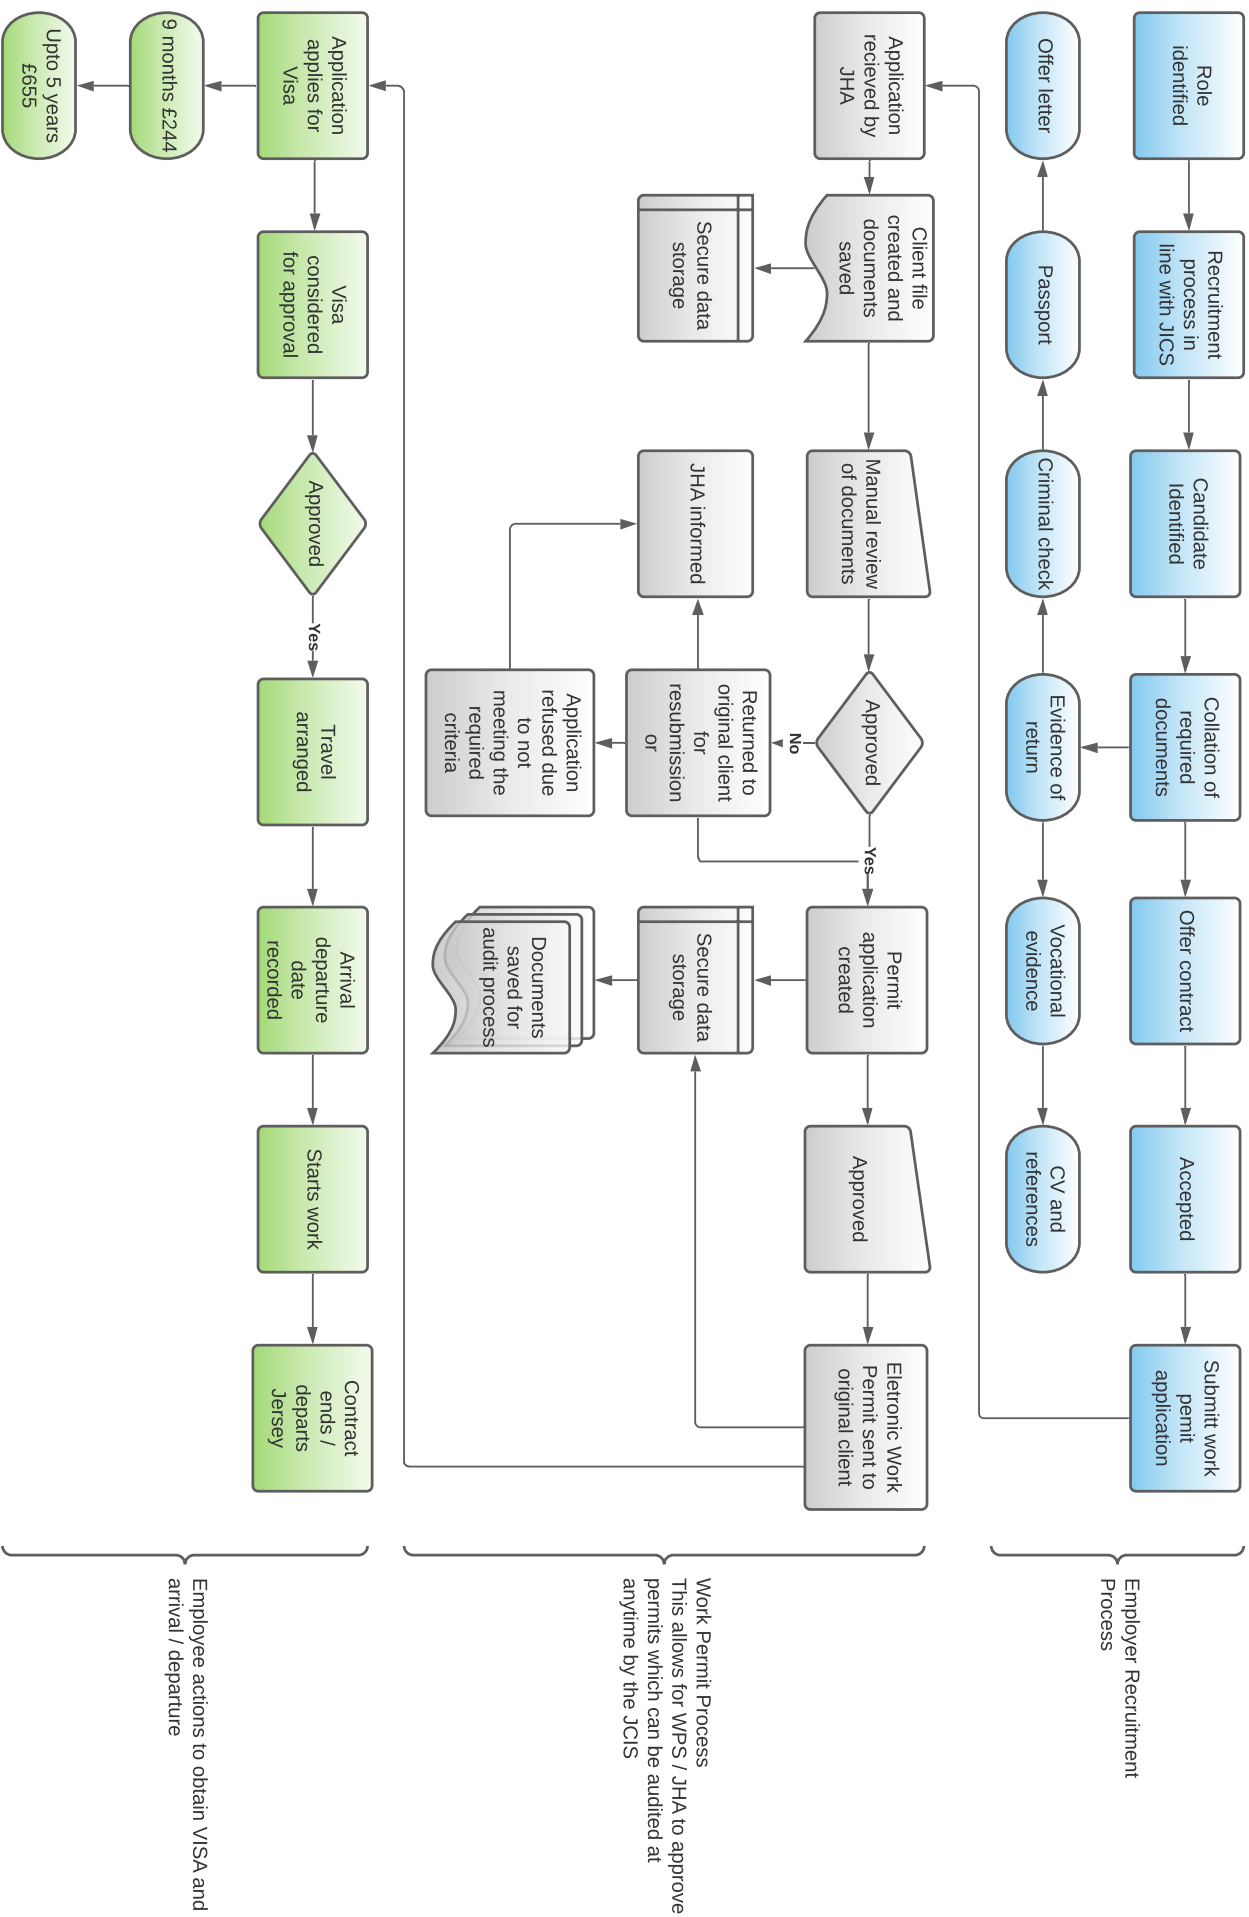 Role
identified
Recruitment
process in
line with JICS
Candidate
Identified
Collation of
required
documents
Offer contract
Accepted
Submitt work
pemit
application
Offer letter
Passport
Criminal check
Evidence of
return
Vocational
evidence
CV and
references
Employer Recruitment
Process
Application
recieved by
JHA
Client file
created and
documents
saved
Manual review
of documents
Approved
Yes
Permit
application
created
Approved
Eletronic Work
Permit sent to
original client
No
Secure data
storage
JHA informed
Returned to
original client
for
resubmission
or
Secure data
storage
Application
refused due
to not
meeting the
required
criteria
Documents
saved for
audit process
Work Permit Process
This allows for WPS / JHA to approve
permits which can be audited at
anytime by the JCIS
Application
applies for
Visa
Visa
considered
for approval
Approved
Yes
Travel
arranged
Arrival
departure
date
recorded
Starts work
Contract
ends /
departs
Jersey
9 months £244
Upto 5 years
£655
Employee actions to obtain VISA and
arrival / departure